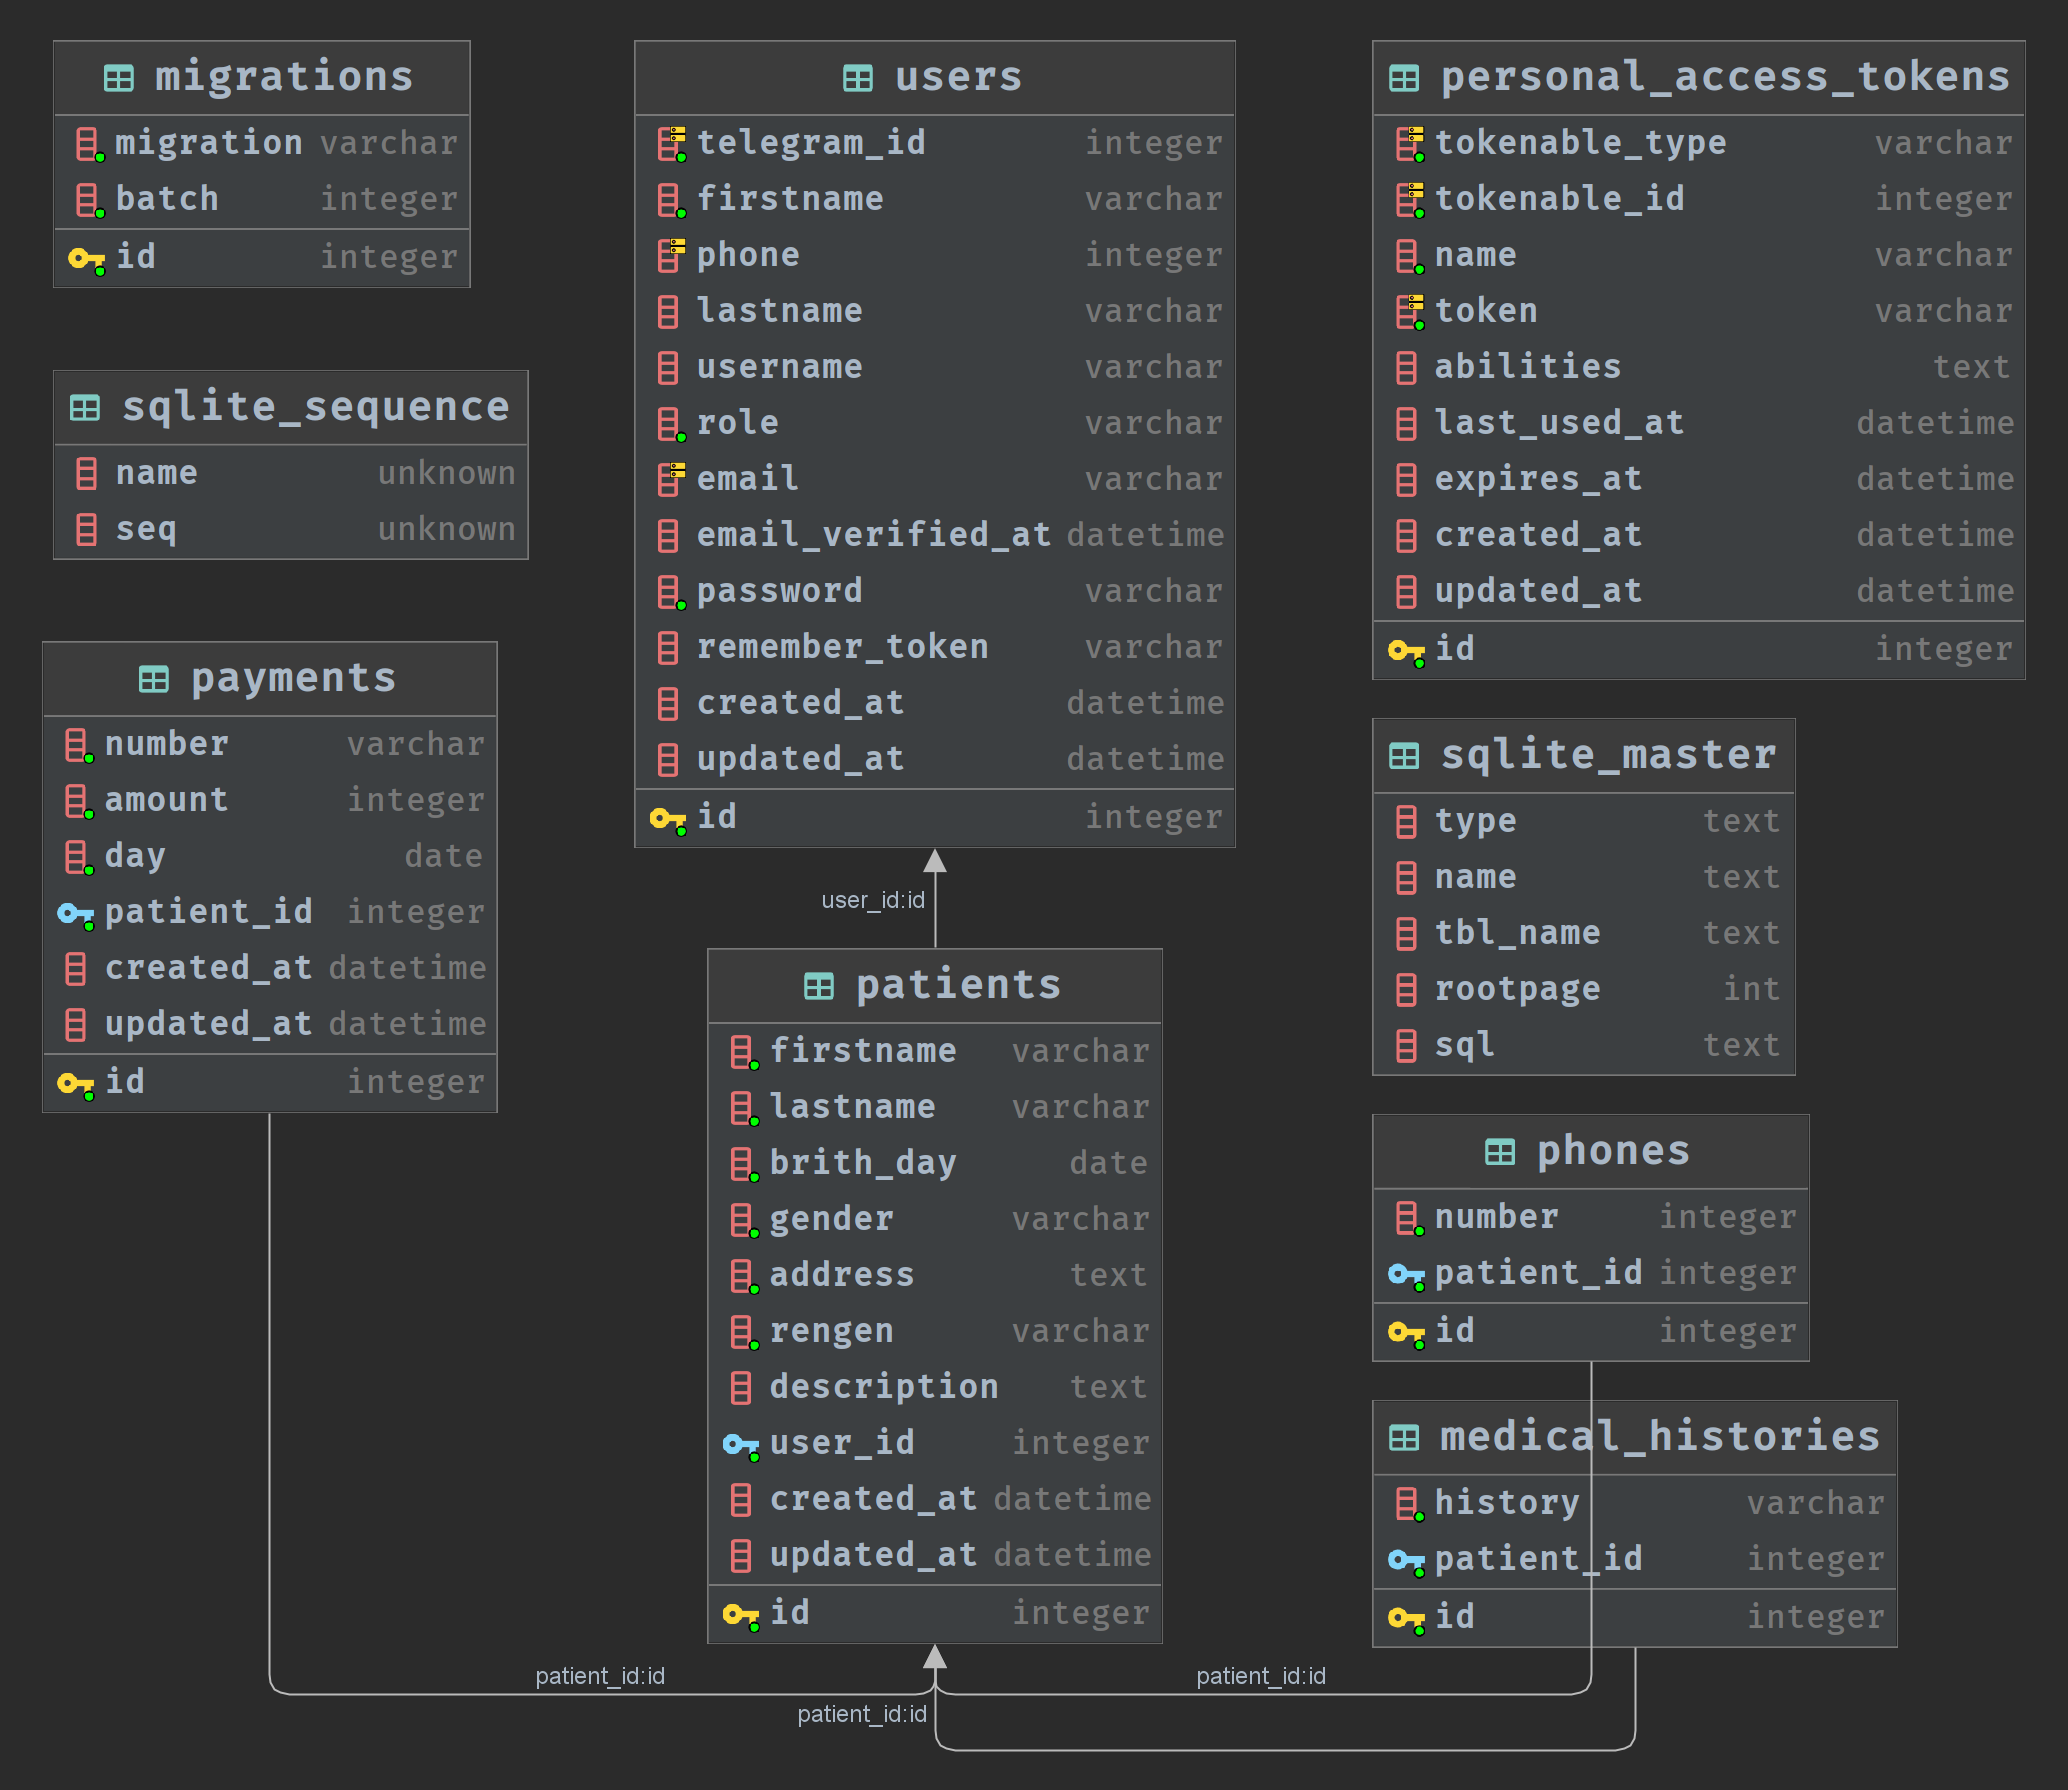 migrations
migration varchar
batch integer
id integer
sqlite_sequence
name unknown
seq unknown
payments
number varchar
amount integer
day date
patient_id integer
created_at datetime
updated_at datetime
id integer
users
telegram_id integer
firstname varchar
phone integer
lastname varchar
username varchar
role varchar
email varchar
email_verified_at datetime
password varchar
remember_token varchar
created_at datetime
updated_at datetime
id integer
user_id:id
patients
firstname varchar
lastname varchar
brith_day date
gender varchar
address text
rengen varchar
description text
user_id integer
created_at datetime
updated_at datetime
id integer
personal_access_tokens
tokenable_type varchar
tokenable_id integer
name varchar
token varchar
abilities text
last_used_at datetime
expires_at datetime
created_at datetime
updated_at datetime
id integer
sqlite_master
type text
name text
tbl_name text
rootpage int
sql text
phones
number integer
patient_id integer
id integer
medical_histories
history varchar
patient_id integer
id integer
patient_id:id
patient_id:id
patient_id:id